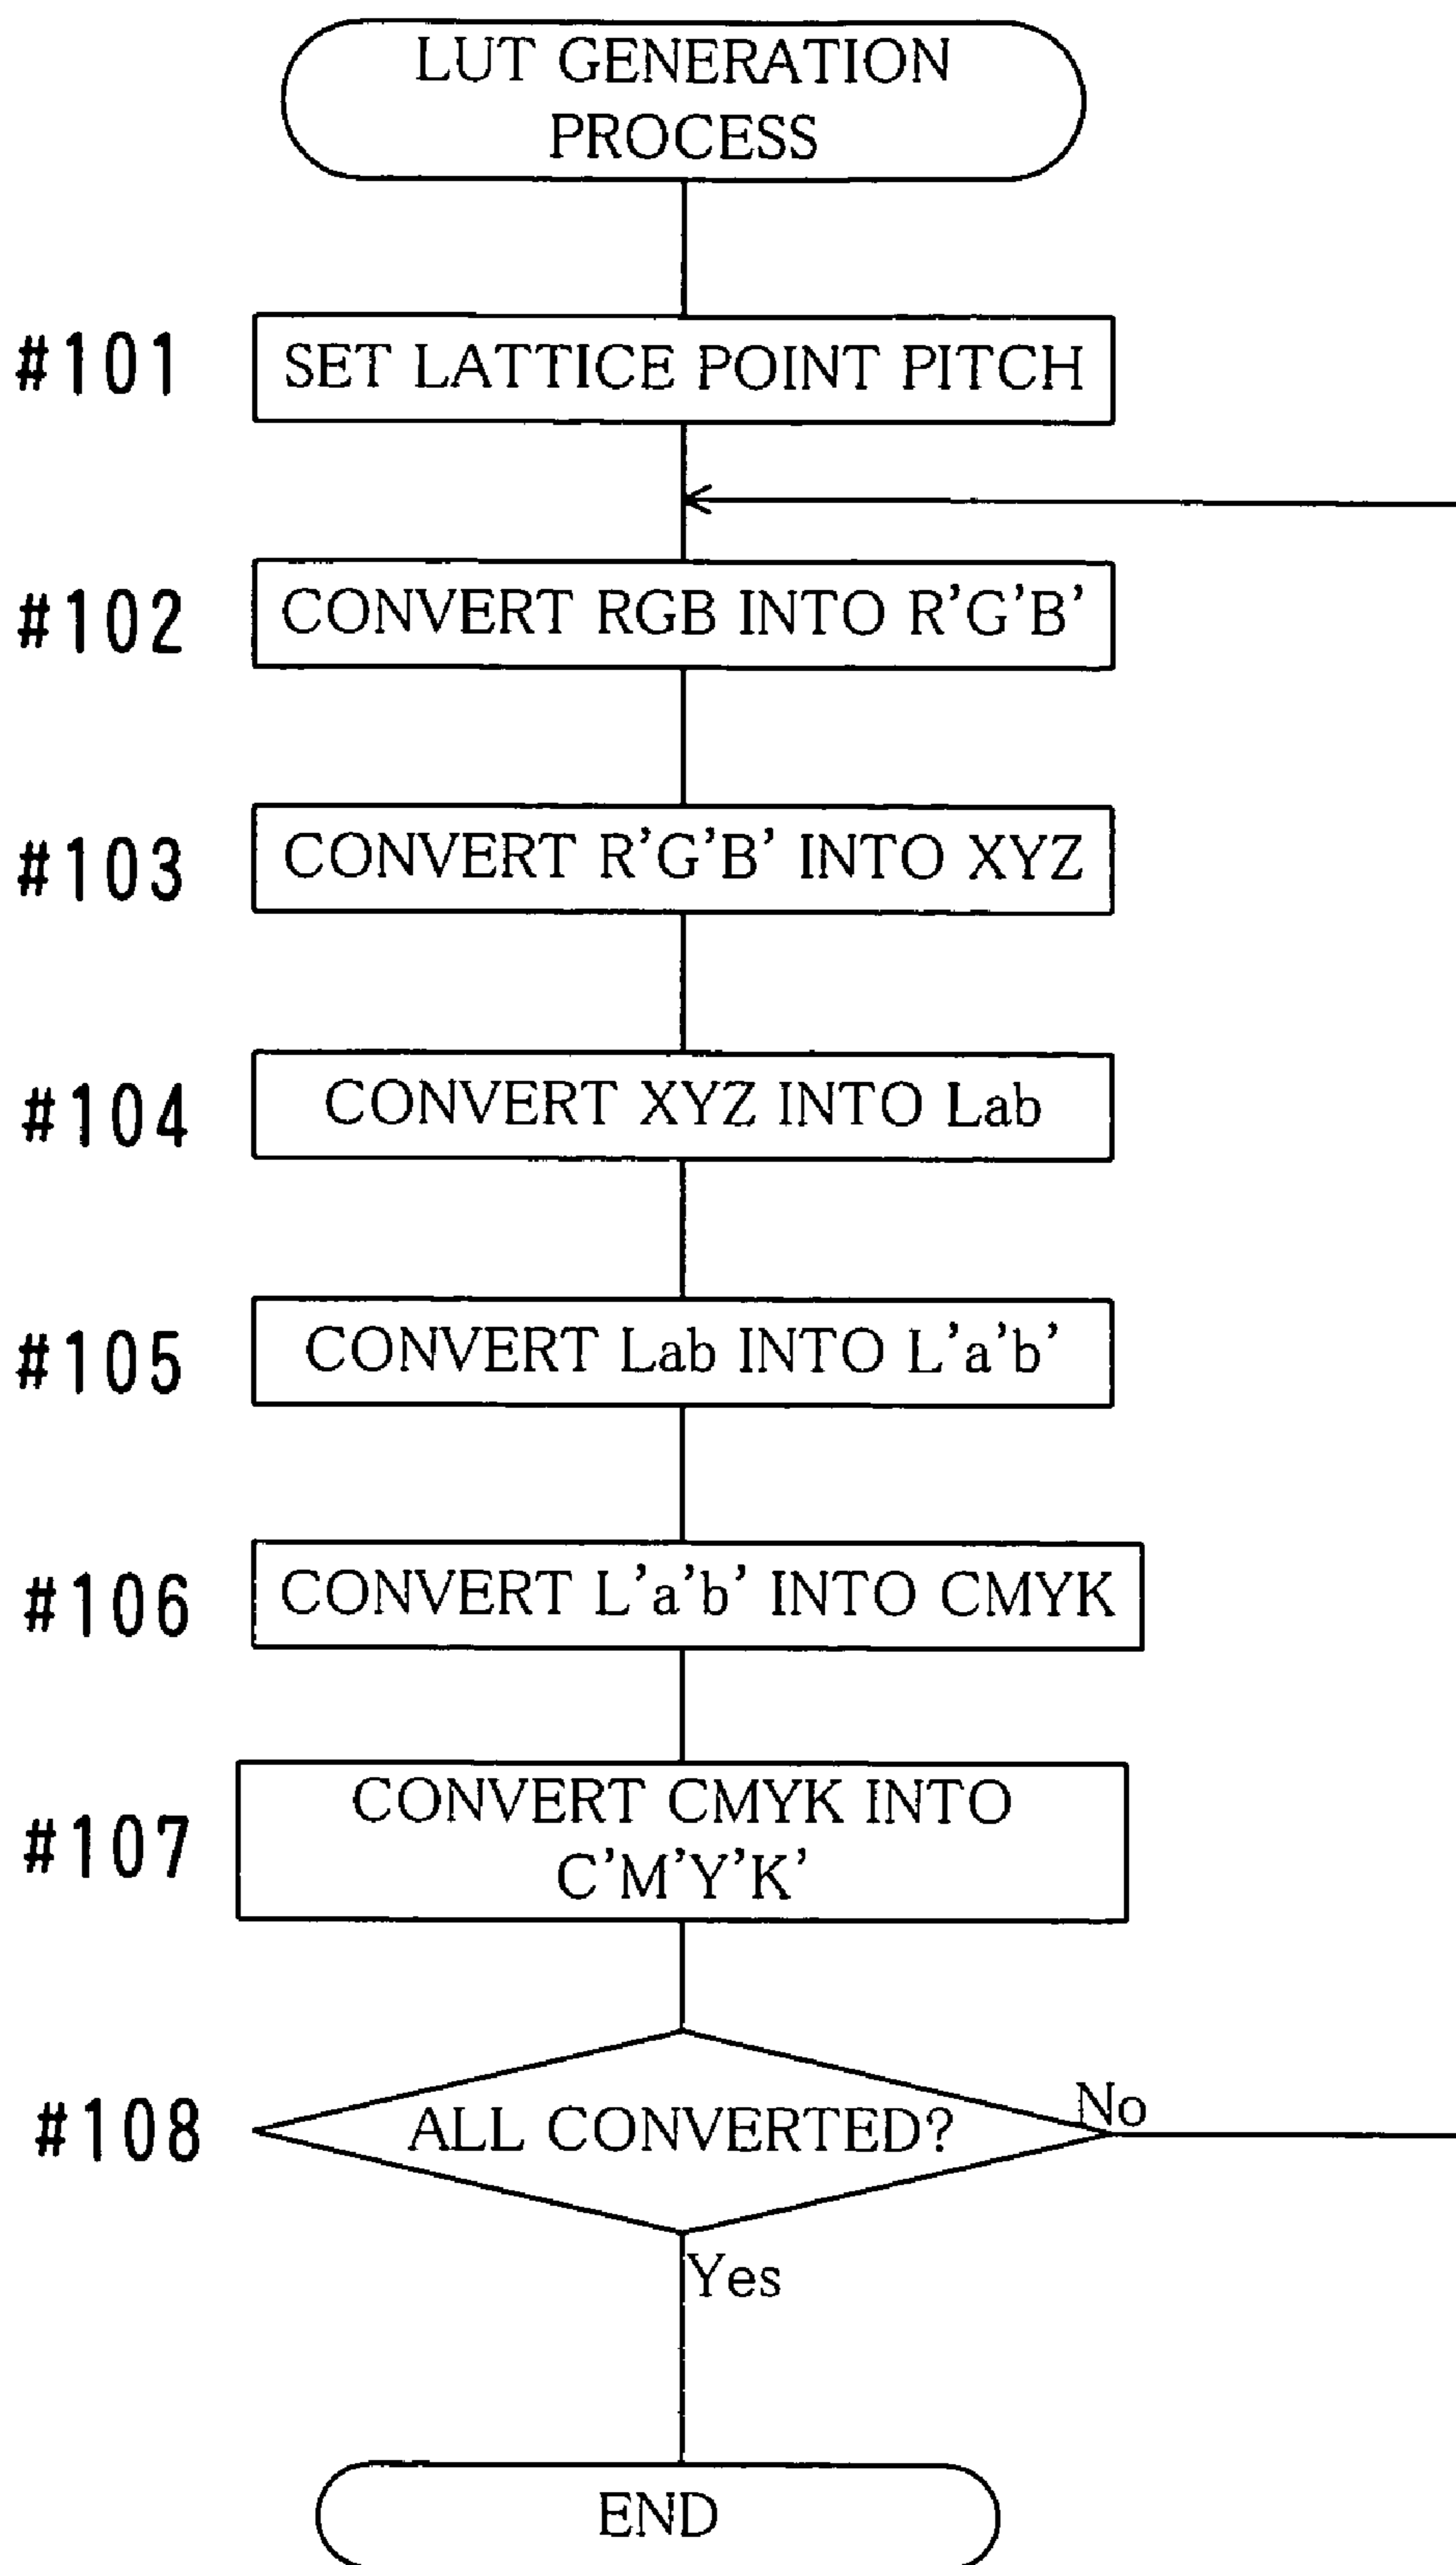 LUT GENERATION
PROCESS
#101 SET LATTICE POINT PITCH
#102 CONVERT RGB INTO R'G'B'
#103 CONVERT R'G'B' INTO XYZ
#104 CONVERT XYZ INTO Lab
#105 CONVERT Lab INTO L'a'b'
#106 CONVERT L'a'b' INTO CMYK
#107 CONVERT CMYK INTO
C'M'Y'K'
#108 ALL CONVERTED?
No
Yes
END